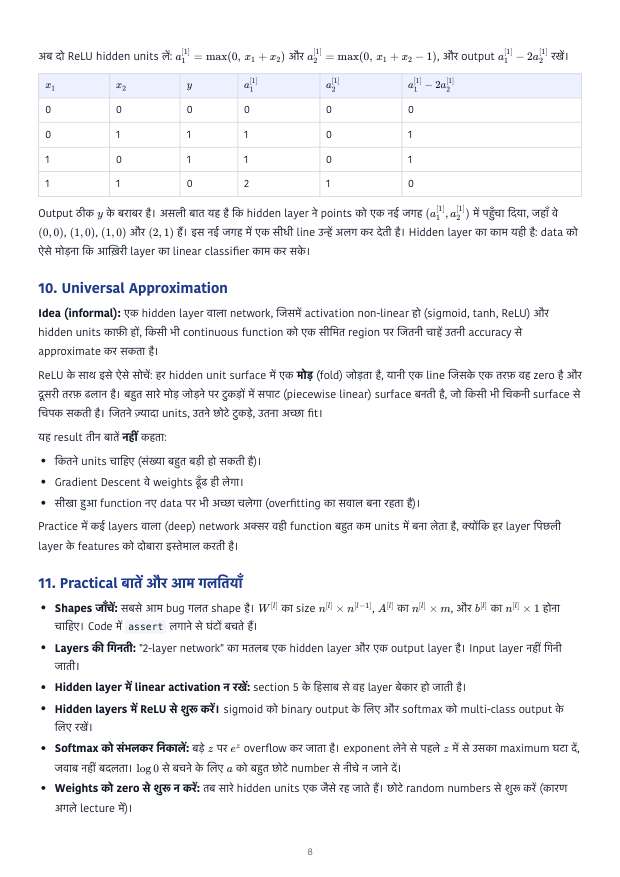 अब दो ReLU hidden units लें: a₁^[1] = max(0, x₁ + x₂) और a₂^[1] = max(0, x₁ + x₂ − 1), और output a₁^[1] − 2a₂^[1] रखें।
x₁ x₂ y a₁^[1] a₂^[1] a₁^[1] − 2a₂^[1]
0 0 0 0 0 0
0 1 1 1 0 1
1 0 1 1 0 1
1 1 0 2 1 0
Output ठीक y के बराबर है। असली बात यह है कि hidden layer ने points को एक नई जगह (a₁^[1], a₂^[1]) में पहुँचा दिया, जहाँ वे
(0, 0), (1, 0), (1, 0) और (2, 1) हैं। इस नई जगह में एक सीधी line उन्हें अलग कर देती है। Hidden layer का काम यही है: data को
ऐसे मोड़ना कि आख़िरी layer का linear classifier काम कर सके।
10. Universal Approximation
Idea (informal): एक hidden layer वाला network, जिसमें activation non-linear हो (sigmoid, tanh, ReLU) और
hidden units काफ़ी हों, किसी भी continuous function को एक सीमित region पर जितनी चाहें उतनी accuracy से
approximate कर सकता है।
ReLU के साथ इसे ऐसे सोचें: हर hidden unit surface में एक मोड़ (fold) जोड़ता है, यानी एक line जिसके एक तरफ़ वह zero है और
दूसरी तरफ़ ढलान है। बहुत सारे मोड़ जोड़ने पर टुकड़ों में सपाट (piecewise linear) surface बनती है, जो किसी भी चिकनी surface से
चिपक सकती है। जितने ज़्यादा units, उतने छोटे टुकड़े, उतना अच्छा fit।
यह result तीन बातें नहीं कहता:
• कितने units चाहिए (संख्या बहुत बड़ी हो सकती है)।
• Gradient Descent वे weights ढूँढ ही लेगा।
• सीखा हुआ function नए data पर भी अच्छा चलेगा (overfitting का सवाल बना रहता है)।
Practice में कई layers वाला (deep) network अक्सर वही function बहुत कम units में बना लेता है, क्योंकि हर layer पिछली
layer के features को दोबारा इस्तेमाल करती है।
11. Practical बातें और आम गलतियाँ
• Shapes जाँचें: सबसे आम bug गलत shape है। W^[l] का size n^[l] × n^[l−1], A^[l] का n^[l] × m, और b^[l] का n^[l] × 1 होना
चाहिए। Code में assert लगाने से घंटों बचते हैं।
• Layers की गिनती: "2-layer network" का मतलब एक hidden layer और एक output layer है। Input layer नहीं गिनी
जाती।
• Hidden layer में linear activation न रखें: section 5 के हिसाब से वह layer बेकार हो जाती है।
• Hidden layers में ReLU से शुरू करें। sigmoid को binary output के लिए और softmax को multi-class output के
लिए रखें।
• Softmax को संभलकर निकालें: बड़े z पर e^z overflow कर जाता है। exponent लेने से पहले z में से उसका maximum घटा दें,
जवाब नहीं बदलता। log 0 से बचने के लिए a को बहुत छोटे number से नीचे न जाने दें।
• Weights को zero से शुरू न करें: तब सारे hidden units एक जैसे रह जाते हैं। छोटे random numbers से शुरू करें (कारण
अगले lecture में)।
8